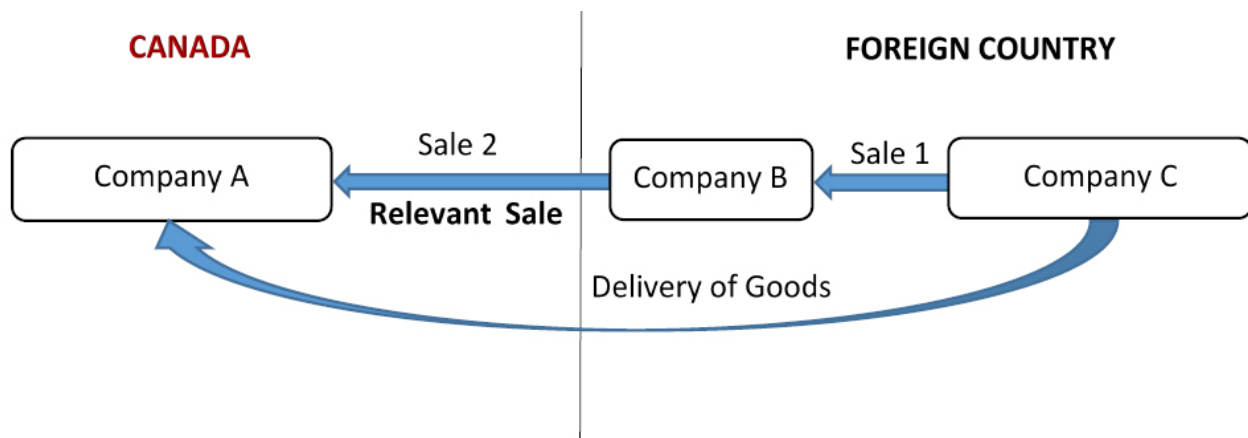 CANADA
FOREIGN COUNTRY
Sale 2
Sale 1
Company A
Company B
Company C
Relevant Sale
Delivery of Goods